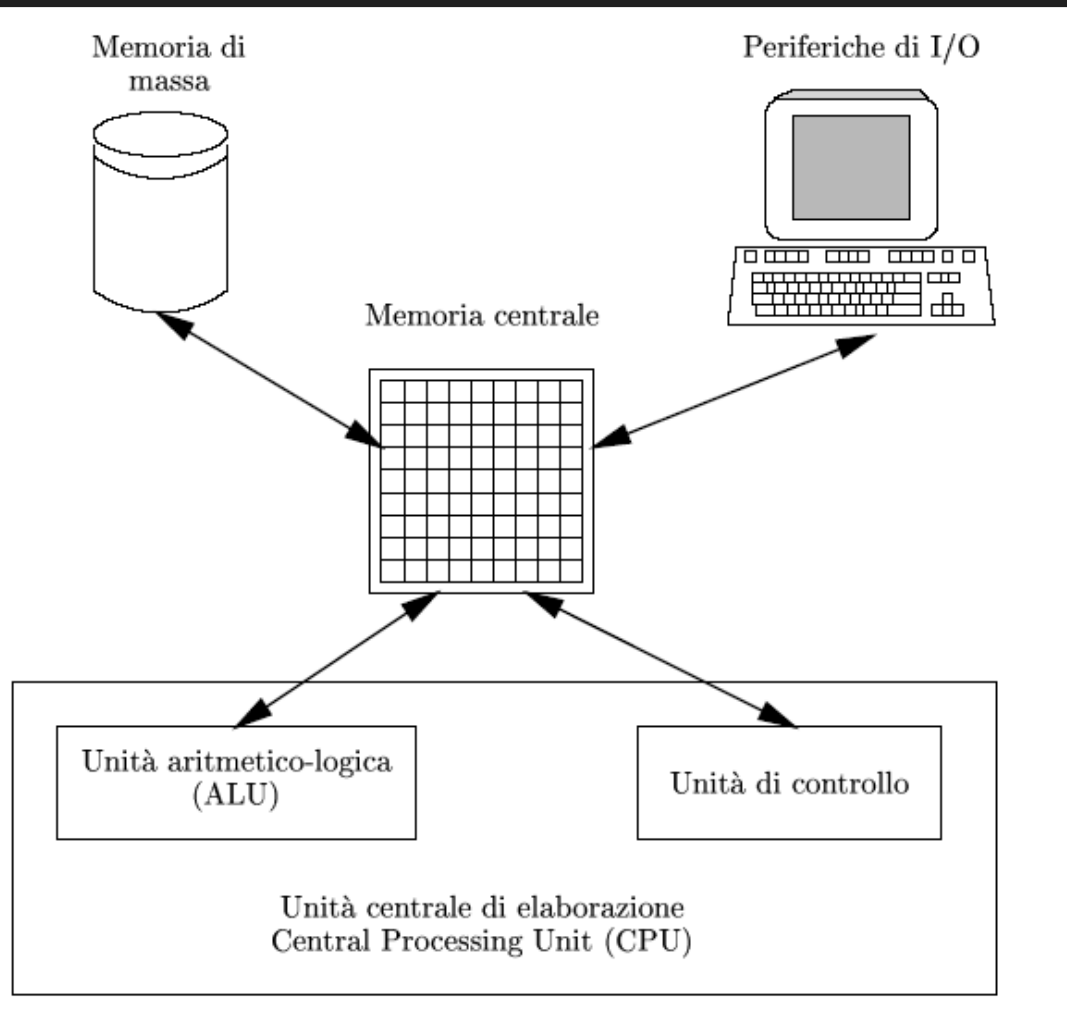 Memoria di
massa
Periferiche di I/O
Memoria centrale
Unità aritmetico-logica
(ALU)
Unità di controllo
Unità centrale di elaborazione
Central Processing Unit (CPU)